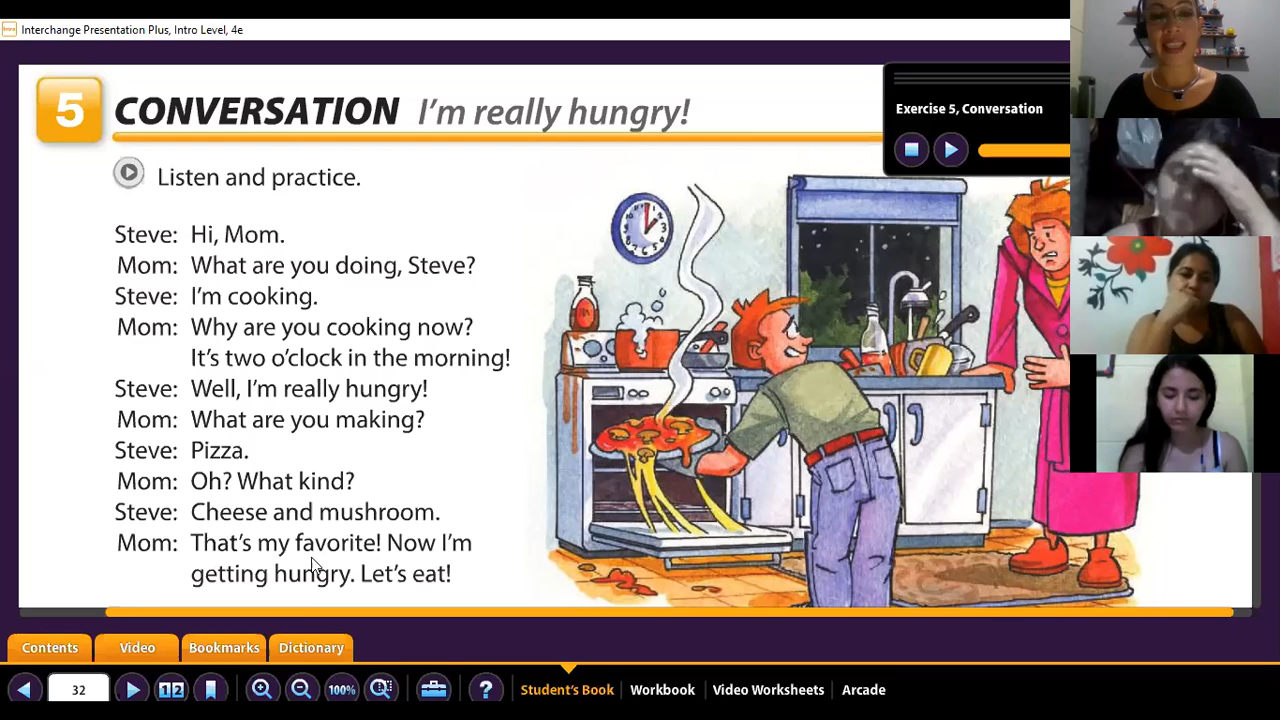 Interchange Presentation Plus, Intro Level, 4e
5 CONVERSATION I'm really hungry!
Exercise 5, Conversation
Listen and practice.
Steve: Hi, Mom.
Mom: What are you doing, Steve?
Steve: I'm cooking.
Mom: Why are you cooking now?
It's two o'clock in the morning!
Steve: Well, I'm really hungry!
Mom: What are you making?
Steve: Pizza.
Mom: Oh? What kind?
Steve: Cheese and mushroom.
Mom: That's my favorite! Now I'm
getting hungry. Let's eat!
Contents Video Bookmarks Dictionary
32 1 2 100% ? Student's Book Workbook Video Worksheets Arcade